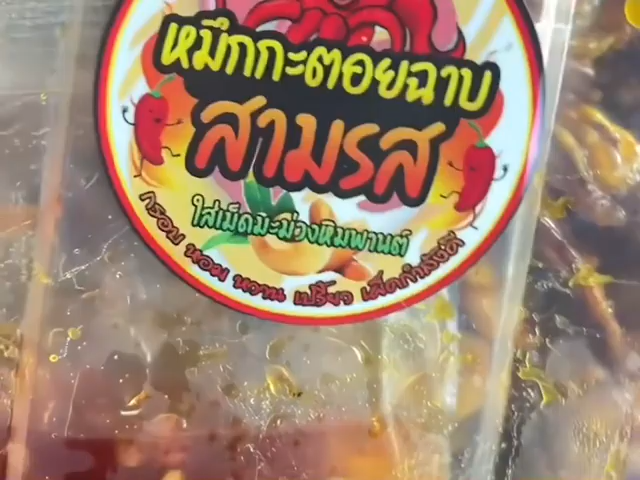 หมึกกะตอยฉาบ
สามรส
ใส่เม็ดมะม่วงหิมพานต์
กรอบ หอม หวาน เปรี้ยว เผ็ดกำลังดี